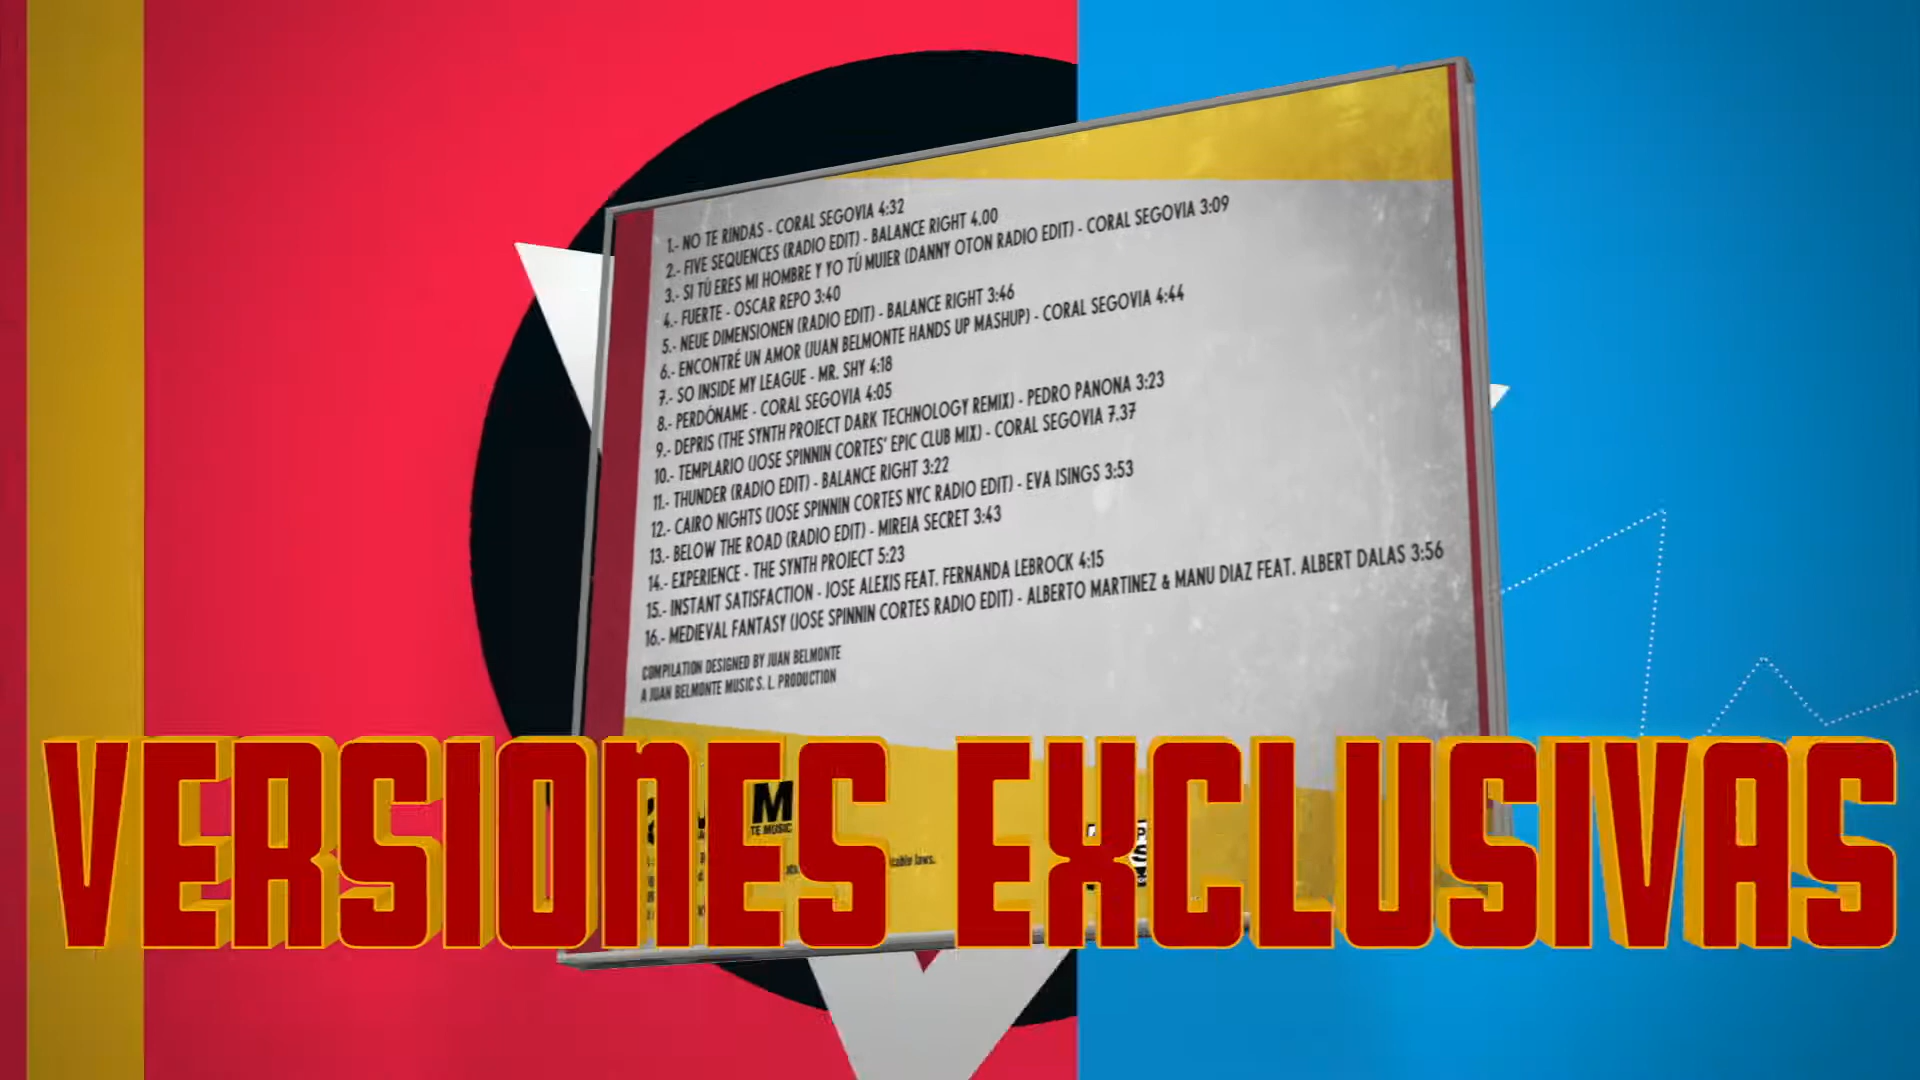 1.- NO TE RINDAS - CORAL SEGOVIA 4:32
2.- FIVE SEQUENCES (RADIO EDIT) - BALANCE RIGHT 4.00
3.- SI TÚ ERES MI HOMBRE Y YO TÚ MUJER (DANNY OTON RADIO EDIT) - CORAL SEGOVIA 3:09
4.- FUERTE - OSCAR REPO 3:40
5.- NEUE DIMENSIONEN (RADIO EDIT) - BALANCE RIGHT 3:46
6.- ENCONTRÉ UN AMOR (JUAN BELMONTE HANDS UP MASHUP) - CORAL SEGOVIA 4:44
7.- SO INSIDE MY LEAGUE - MR. SHY 4:18
8.- PERDÓNAME - CORAL SEGOVIA 4:05
9.- DEPRIS (THE SYNTH PROJECT DARK TECHNOLOGY REMIX) - PEDRO PANONA 3:23
10.- TEMPLARIO (JOSE SPINNIN CORTES' EPIC CLUB MIX) - CORAL SEGOVIA 7.37
11.- THUNDER (RADIO EDIT) - BALANCE RIGHT 3:22
12.- CAIRO NIGHTS (JOSE SPINNIN CORTES NYC RADIO EDIT) - EVA ISINGS 3:53
13.- BELOW THE ROAD (RADIO EDIT) - MIREIA SECRET 3:43
14.- EXPERIENCE - THE SYNTH PROJECT 5:23
15.- INSTANT SATISFACTION - JOSE ALEXIS FEAT. FERNANDA LEBROCK 4:15
16.- MEDIEVAL FANTASY (JOSE SPINNIN CORTES RADIO EDIT) - ALBERTO MARTINEZ & MANU DIAZ FEAT. ALBERT DALAS 3:56
COMPILATION DESIGNED BY JUAN BELMONTE
A JUAN BELMONTE MUSIC S. L. PRODUCTION
VERSIONES EXCLUSIVAS
M
TE MUSIC
laws.